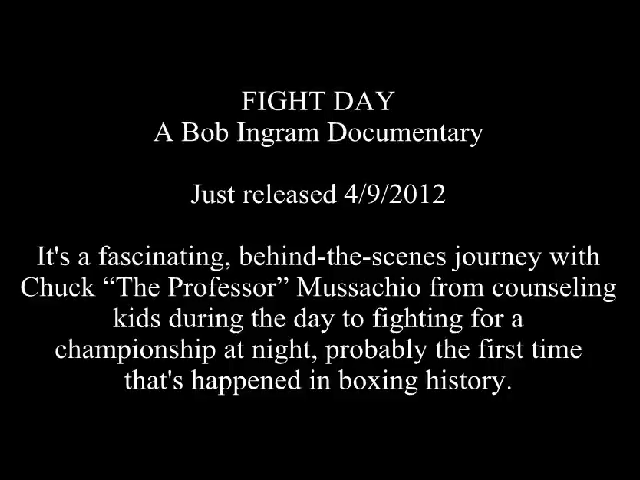 FIGHT DAY
A Bob Ingram Documentary
Just released 4/9/2012
It's a fascinating, behind-the-scenes journey with
Chuck “The Professor” Mussachio from counseling
kids during the day to fighting for a
championship at night, probably the first time
that's happened in boxing history.